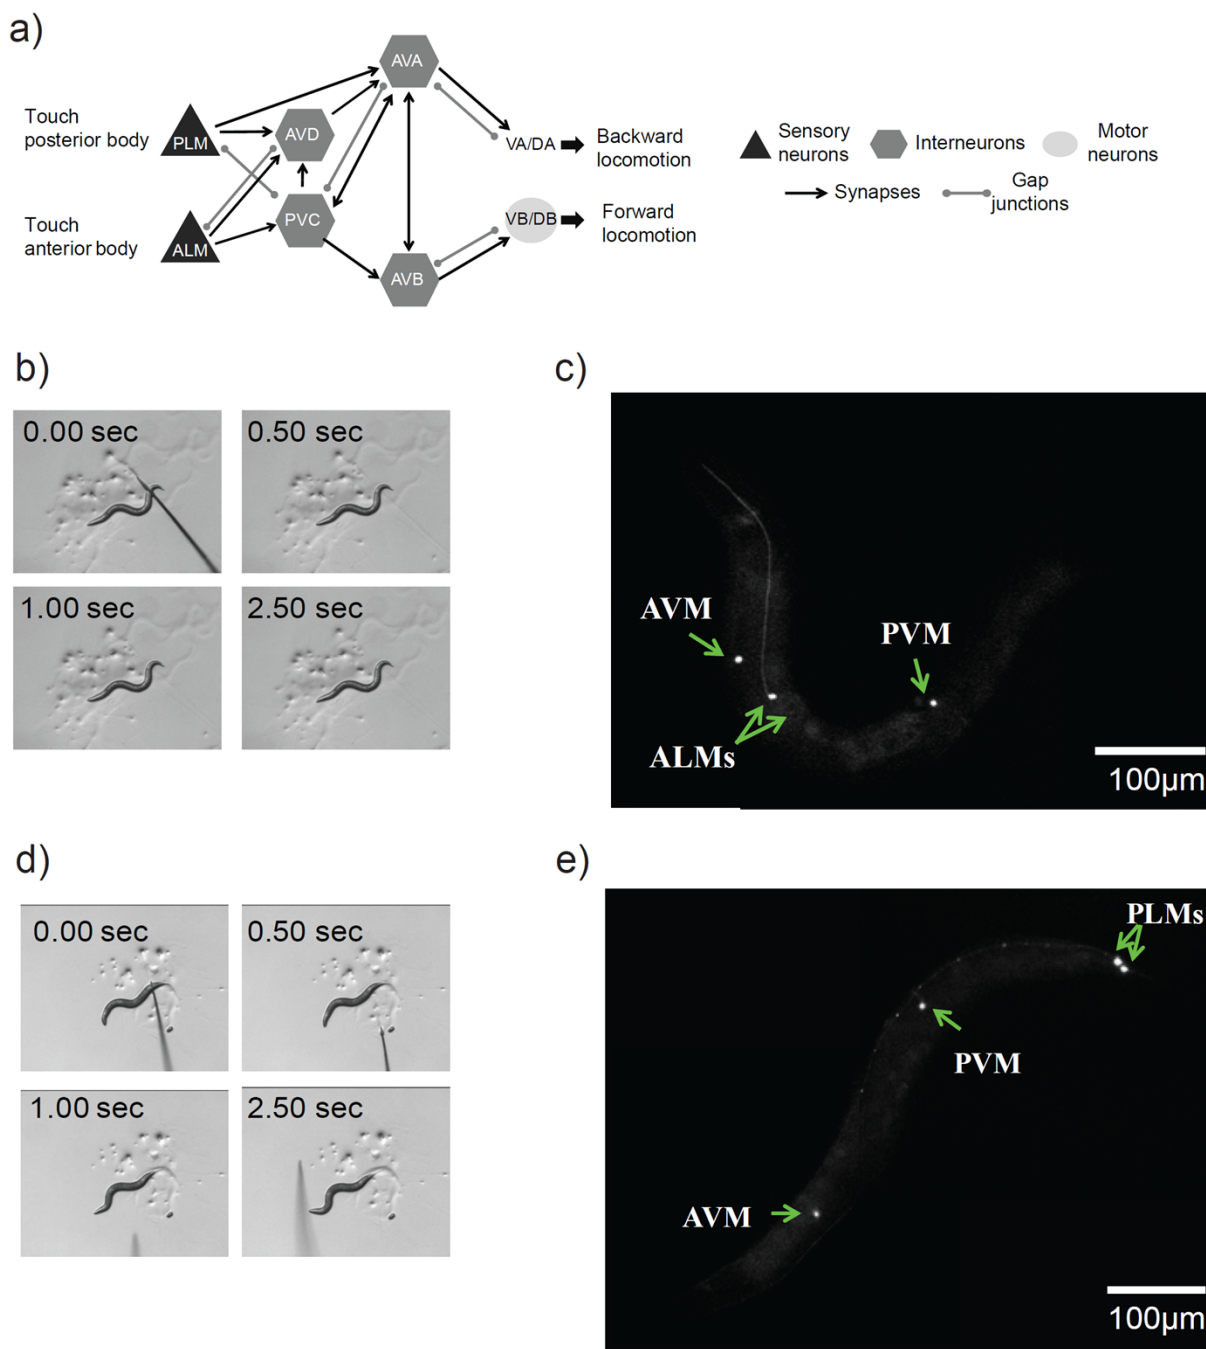 a)
Touch
posterior body
Touch
anterior body
PLM
ALM
AVD
PVC
AVA
AVB
VA/DA
VB/DB
Backward
locomotion
Forward
locomotion
Sensory
neurons
Interneurons
Motor
neurons
Synapses
Gap
junctions
b)
0.00 sec
0.50 sec
1.00 sec
2.50 sec
c)
AVM
PVM
ALMs
100µm
d)
0.00 sec
0.50 sec
1.00 sec
2.50 sec
e)
PLMs
PVM
AVM
100µm